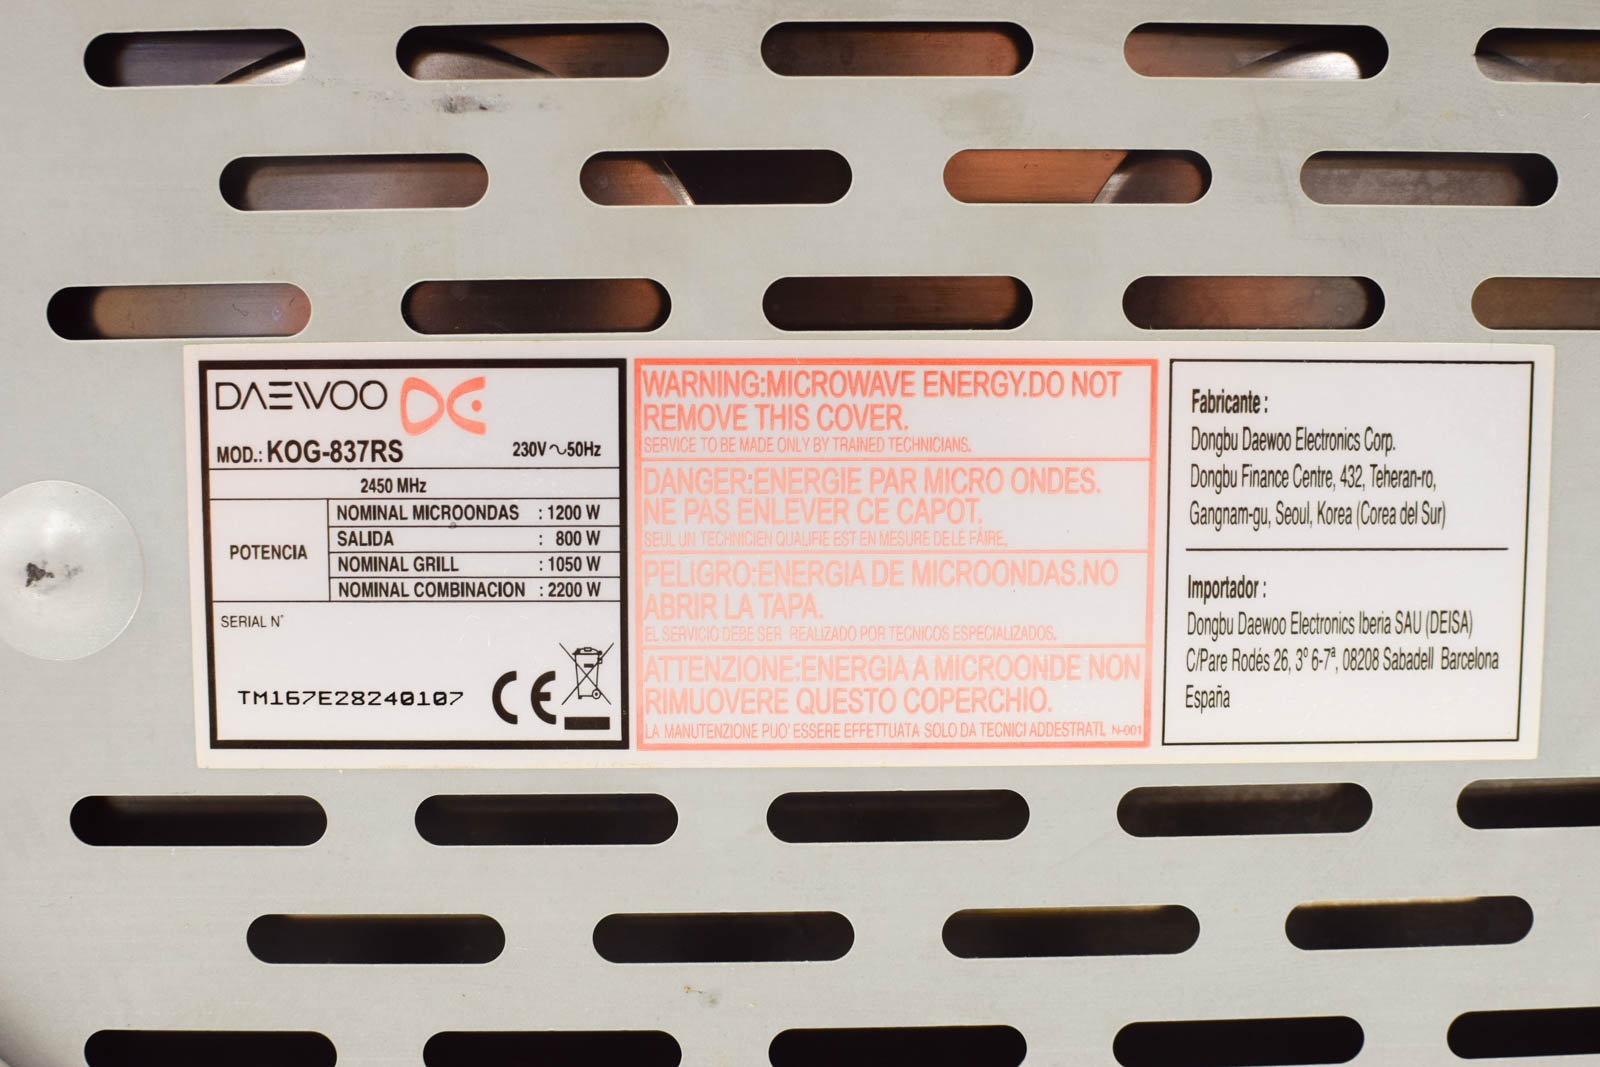 DAEWOO
MOD.: KOG-837RS 230V ~ 50Hz
2450 MHz
POTENCIA
NOMINAL MICROONDAS : 1200 W
SALIDA : 800 W
NOMINAL GRILL : 1050 W
NOMINAL COMBINACION : 2200 W
SERIAL N°
TM167E28240107
CE
WARNING:MICROWAVE ENERGY.DO NOT
REMOVE THIS COVER.
SERVICE TO BE MADE ONLY BY TRAINED TECHNICIANS.
DANGER:ENERGIE PAR MICRO ONDES.
NE PAS ENLEVER CE CAPOT.
SEUL UN TECHNICIEN QUALIFIE EST EN MESURE DE LE FAIRE.
PELIGRO:ENERGIA DE MICROONDAS.NO
ABRIR LA TAPA.
EL SERVICIO DEBE SER REALIZADO POR TECNICOS ESPECIALIZADOS.
ATTENZIONE:ENERGIA A MICROONDE NON
RIMUOVERE QUESTO COPERCHIO.
LA MANUTENZIONE PUO' ESSERE EFFETTUATA SOLO DA TECNICI ADDESTRATI. N-001
Fabricante :
Dongbu Daewoo Electronics Corp.
Dongbu Finance Centre, 432, Teheran-ro,
Gangnam-gu, Seoul, Korea (Corea del Sur)
Importador :
Dongbu Daewoo Electronics Iberia SAU (DEISA)
C/Pare Rodés 26, 3º 6-7ª, 08208 Sabadell Barcelona
España